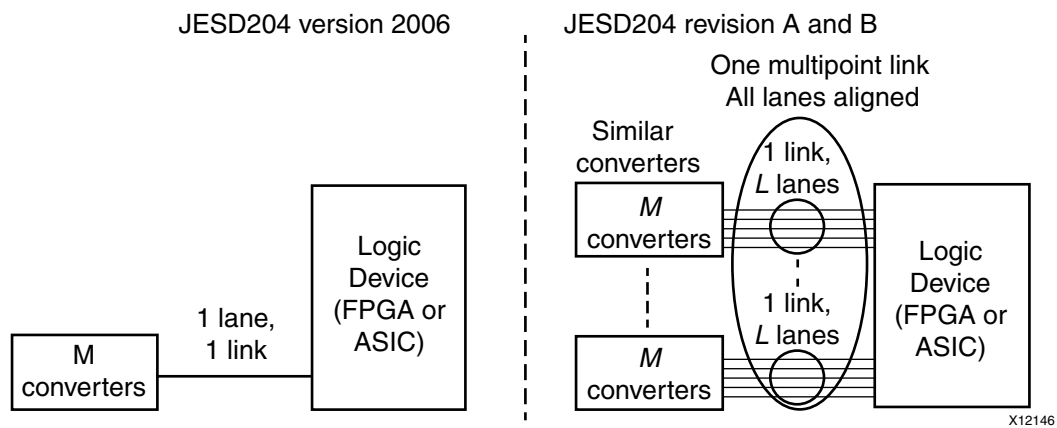 JESD204 version 2006
JESD204 revision A and B
One multipoint link
All lanes aligned
Similar
converters
1 link,
L lanes
M
converters
Logic
Device
(FPGA or
ASIC)
1 lane,
1 link
M
converters
Logic
Device
(FPGA or
ASIC)
1 link,
L lanes
M
converters
X12146